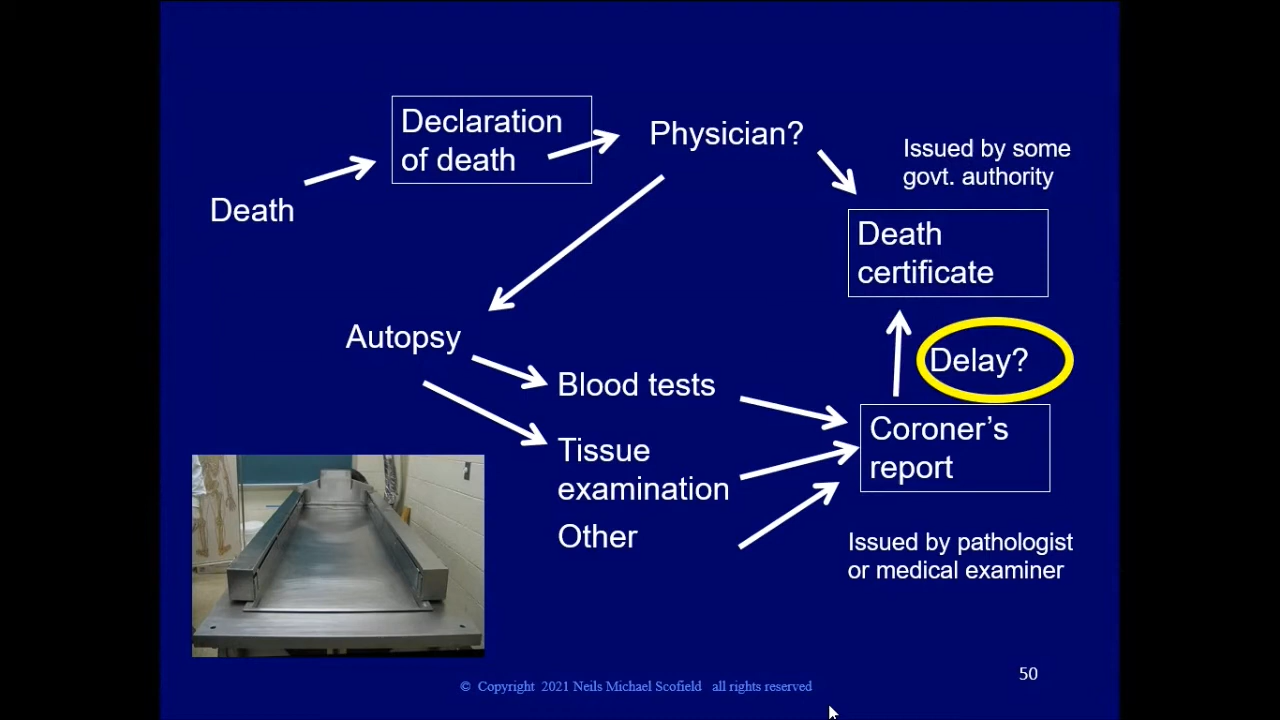 Declaration
of death
Physician?
Issued by some
govt. authority
Death
Death
certificate
Autopsy
Delay?
Blood tests
Coroner’s
report
Tissue
examination
Other
Issued by pathologist
or medical examiner
50
© Copyright 2021 Neils Michael Scofield all rights reserved